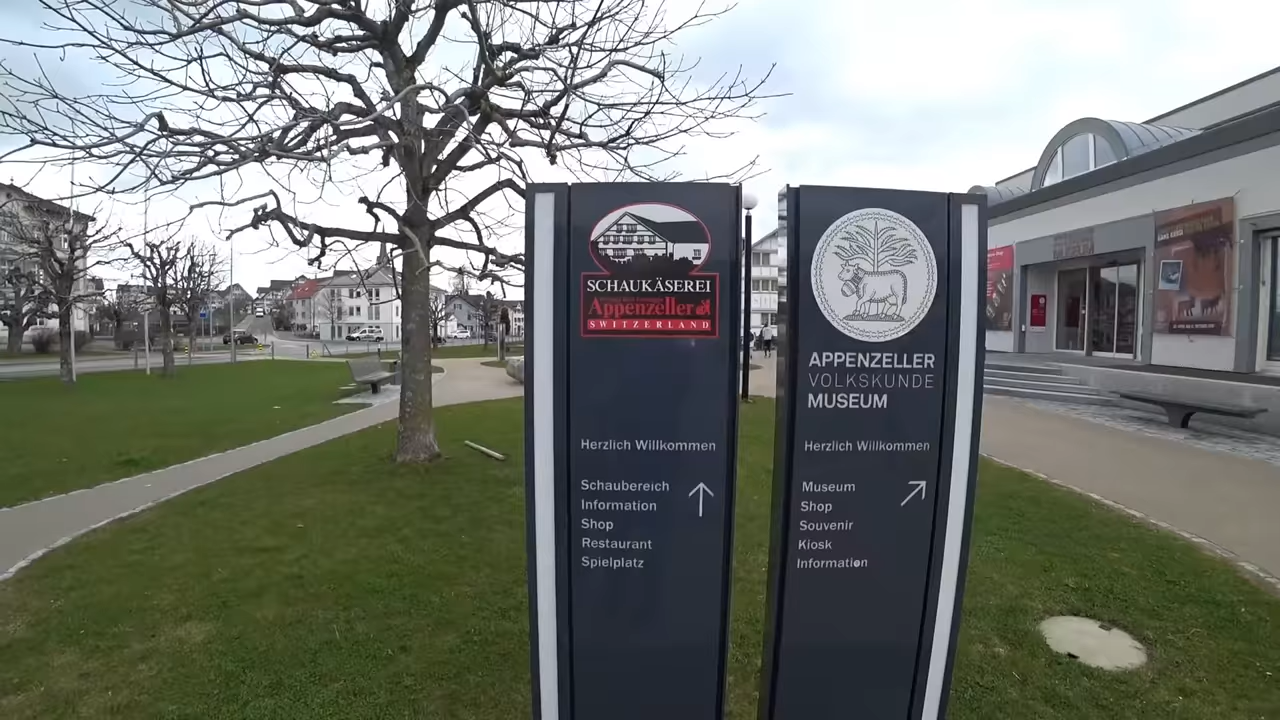 SCHAUKÄSEREI
Appenzeller
SWITZERLAND
Herzlich Willkommen
Schaubereich
Information
Shop
Restaurant
Spielplatz
APPENZELLER
VOLKSKUNDE
MUSEUM
Herzlich Willkommen
Museum
Shop
Souvenir
Kiosk
Information